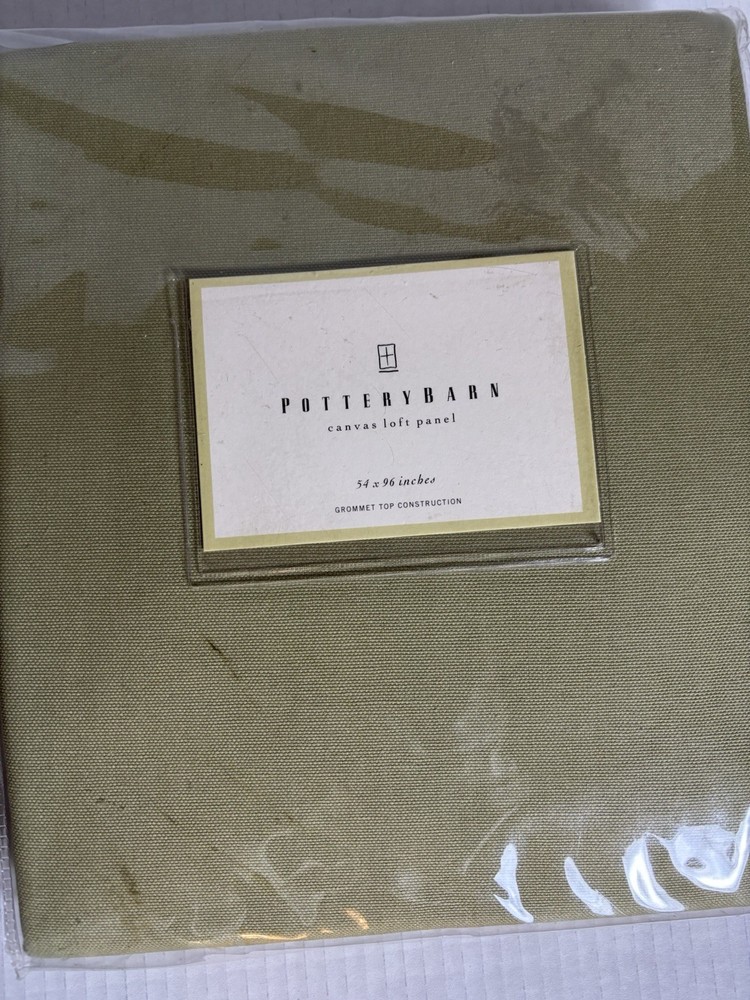 POTTERYBARN
canvas loft panel
54 x 96 inches
GROMMET TOP CONSTRUCTION